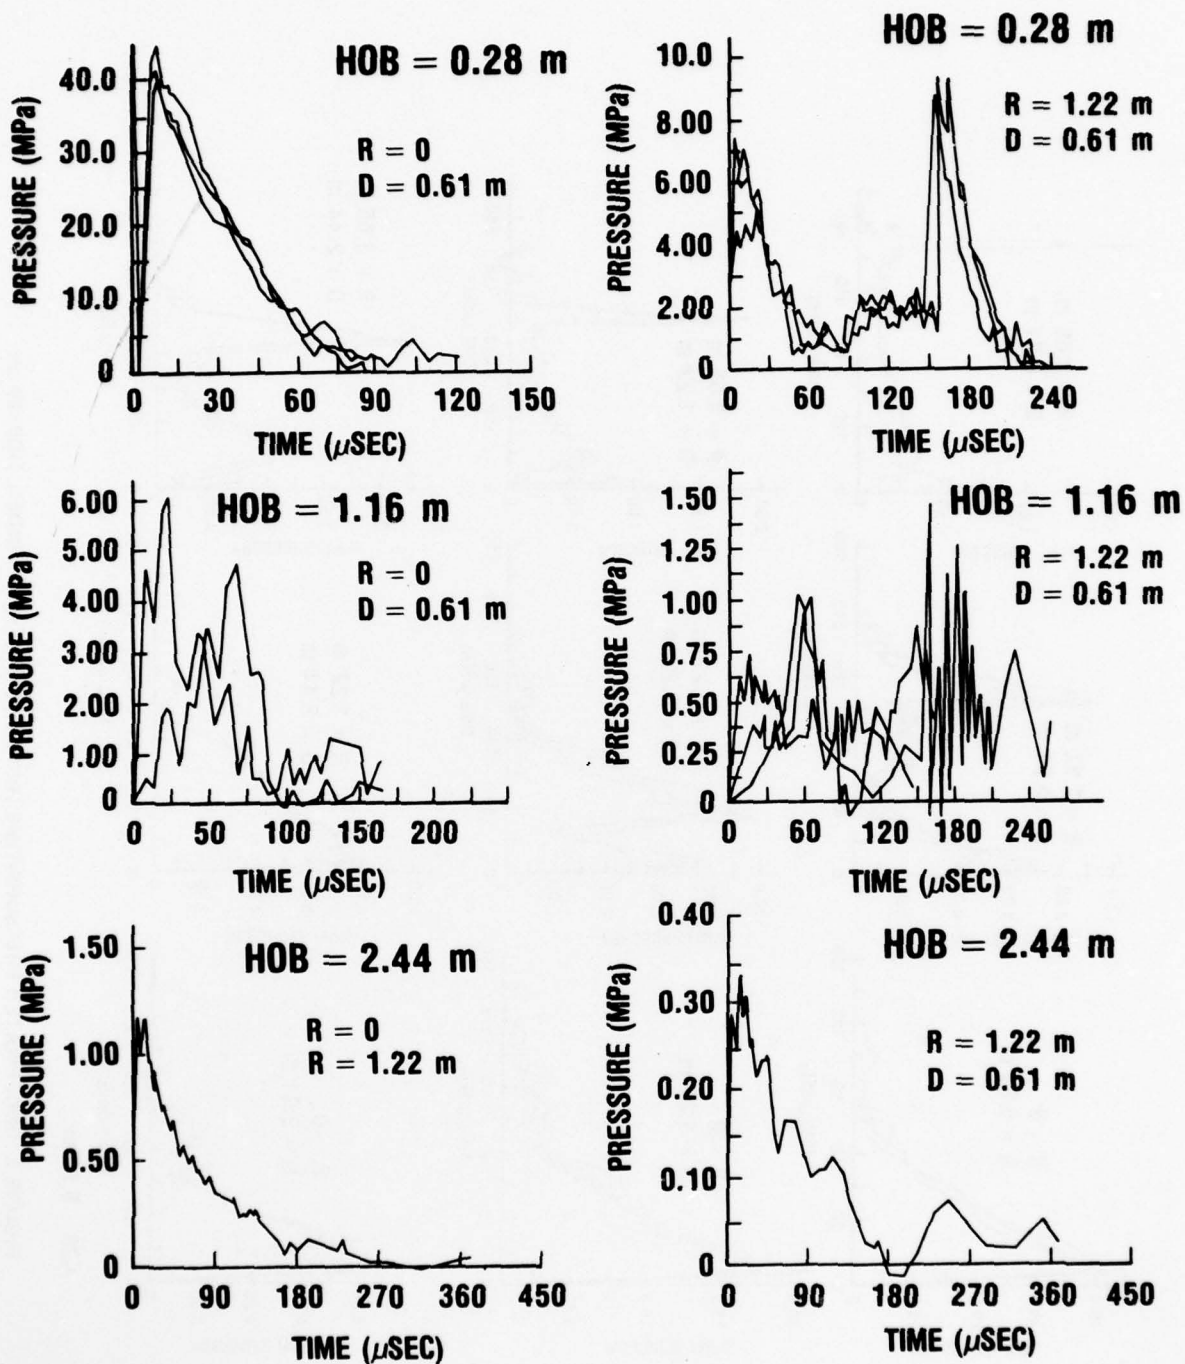 HOB = 0.28 m
R = 0
D = 0.61 m
PRESSURE (MPa)
40.0
30.0
20.0
10.0
0
0 30 60 90 120 150
TIME (μSEC)
HOB = 0.28 m
R = 1.22 m
D = 0.61 m
PRESSURE (MPa)
10.0
8.00
6.00
4.00
2.00
0
0 60 120 180 240
TIME (μSEC)
HOB = 1.16 m
R = 0
D = 0.61 m
PRESSURE (MPa)
6.00
5.00
4.00
3.00
2.00
1.00
0
0 50 100 150 200
TIME (μSEC)
HOB = 1.16 m
R = 1.22 m
D = 0.61 m
PRESSURE (MPa)
1.50
1.25
1.00
0.75
0.50
0.25
0
0 60 120 180 240
TIME (μSEC)
HOB = 2.44 m
R = 0
R = 1.22 m
PRESSURE (MPa)
1.50
1.00
0.50
0
0 90 180 270 360 450
TIME (μSEC)
HOB = 2.44 m
R = 1.22 m
D = 0.61 m
PRESSURE (MPa)
0.40
0.30
0.20
0.10
0
0 90 180 270 360 450
TIME (μSEC)